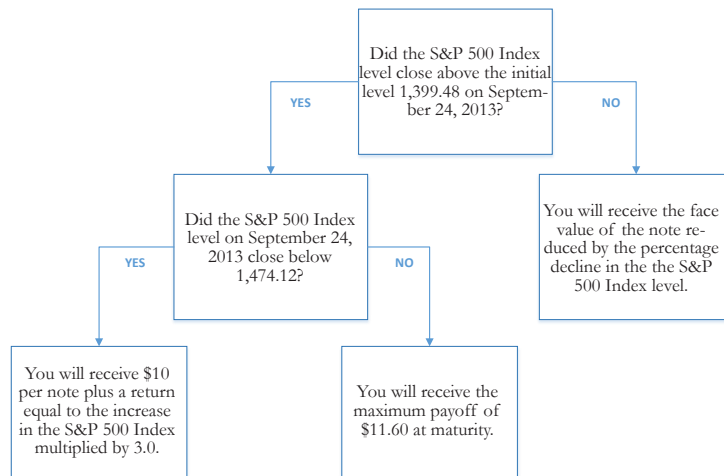 Did the S&P 500 Index
level close above the initial
level 1,399.48 on Septem-
ber 24, 2013?
YES
NO
Did the S&P 500 Index
level on September 24,
2013 close below
1,474.12?
You will receive the face
value of the note re-
duced by the percentage
decline in the the S&P
500 Index level.
YES
NO
You will receive $10
per note plus a return
equal to the increase
in the S&P 500 Index
multiplied by 3.0.
You will receive the
maximum payoff of
$11.60 at maturity.